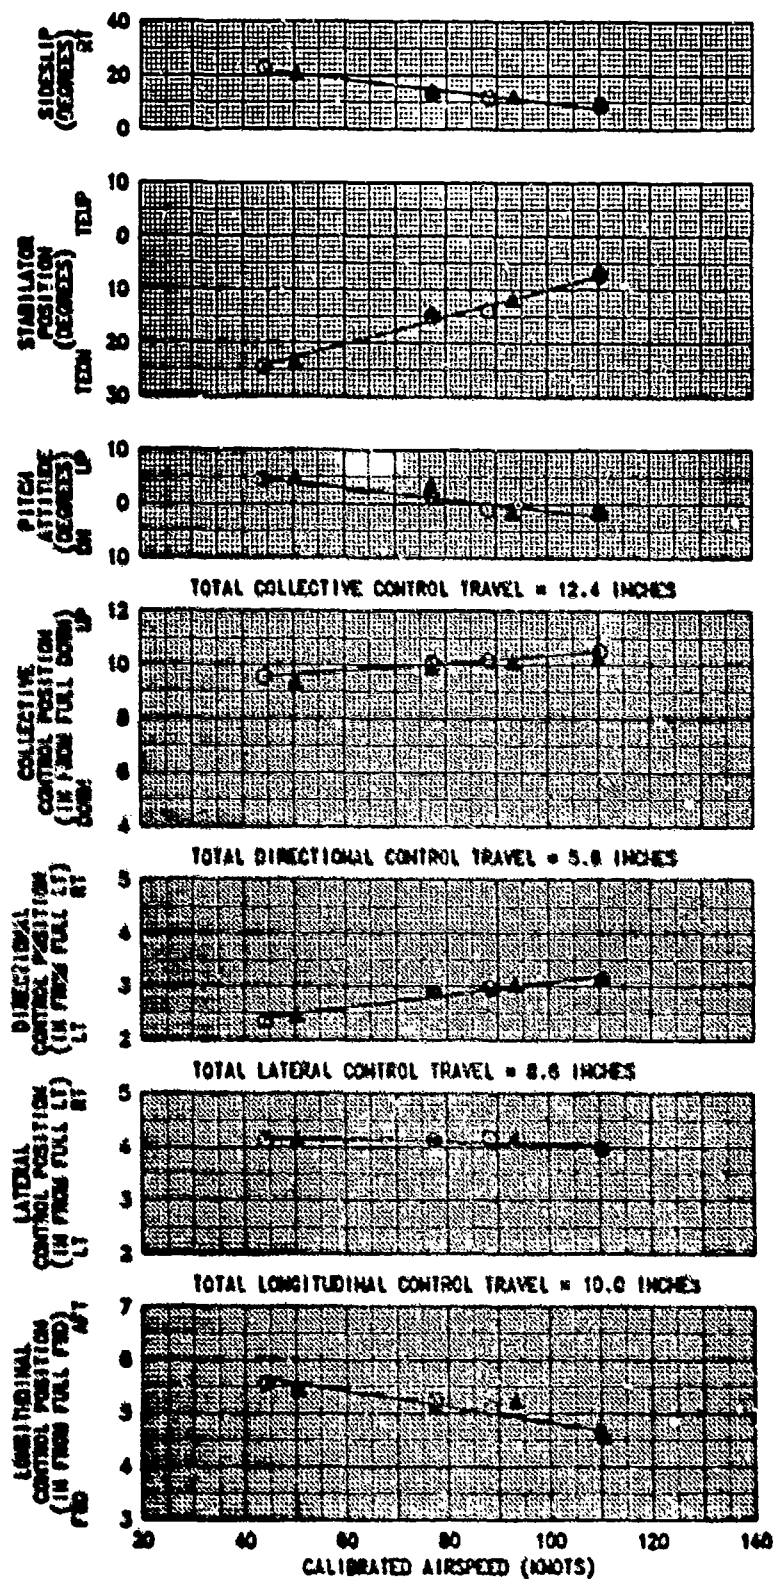 SIDESLIP
(DEGREES)
RT
40
20
0
STABILATOR
POSITION
(DEGREES)
TEDN TEUP
10
0
10
20
30
PITCH
ATTITUDE
(DEGREES)
DN UP
10
0
10
TOTAL COLLECTIVE CONTROL TRAVEL = 12.4 INCHES
COLLECTIVE
CONTROL POSITION
(IN FROM FULL DOWN)
DOWN UP
12
10
8
6
4
TOTAL DIRECTIONAL CONTROL TRAVEL = 5.8 INCHES
DIRECTIONAL
CONTROL POSITION
(IN FROM FULL LT)
LT RT
5
4
3
2
TOTAL LATERAL CONTROL TRAVEL = 8.6 INCHES
LATERAL
CONTROL POSITION
(IN FROM FULL LT)
LT RT
5
4
3
2
TOTAL LONGITUDINAL CONTROL TRAVEL = 10.0 INCHES
LONGITUDINAL
CONTROL POSITION
(IN FROM FULL FWD)
FWD AFT
7
6
5
4
3
20 40 60 80 100 120 140
CALIBRATED AIRSPEED (KNOTS)